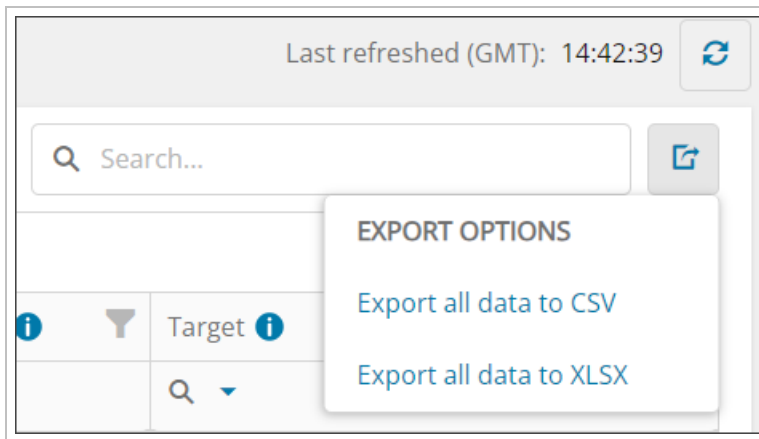 Last refreshed (GMT): 14:42:39
Search...
EXPORT OPTIONS
Export all data to CSV
Target
Export all data to XLSX